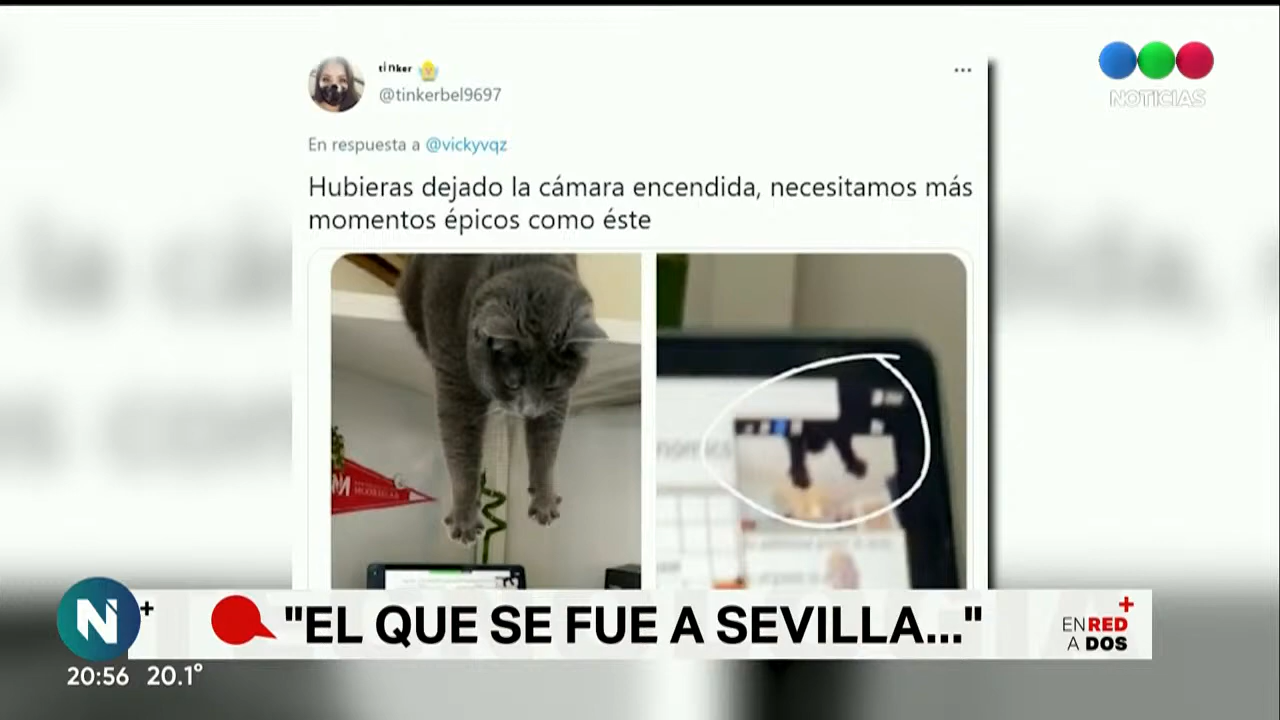 tinker
@tinkerbel9697
...
NOTICIAS
En respuesta a @vickyvqz
Hubieras dejado la cámara encendida, necesitamos más
momentos épicos como éste
N+
"EL QUE SE FUE A SEVILLA..."
EN RED
A DOS
20:56 20.1°